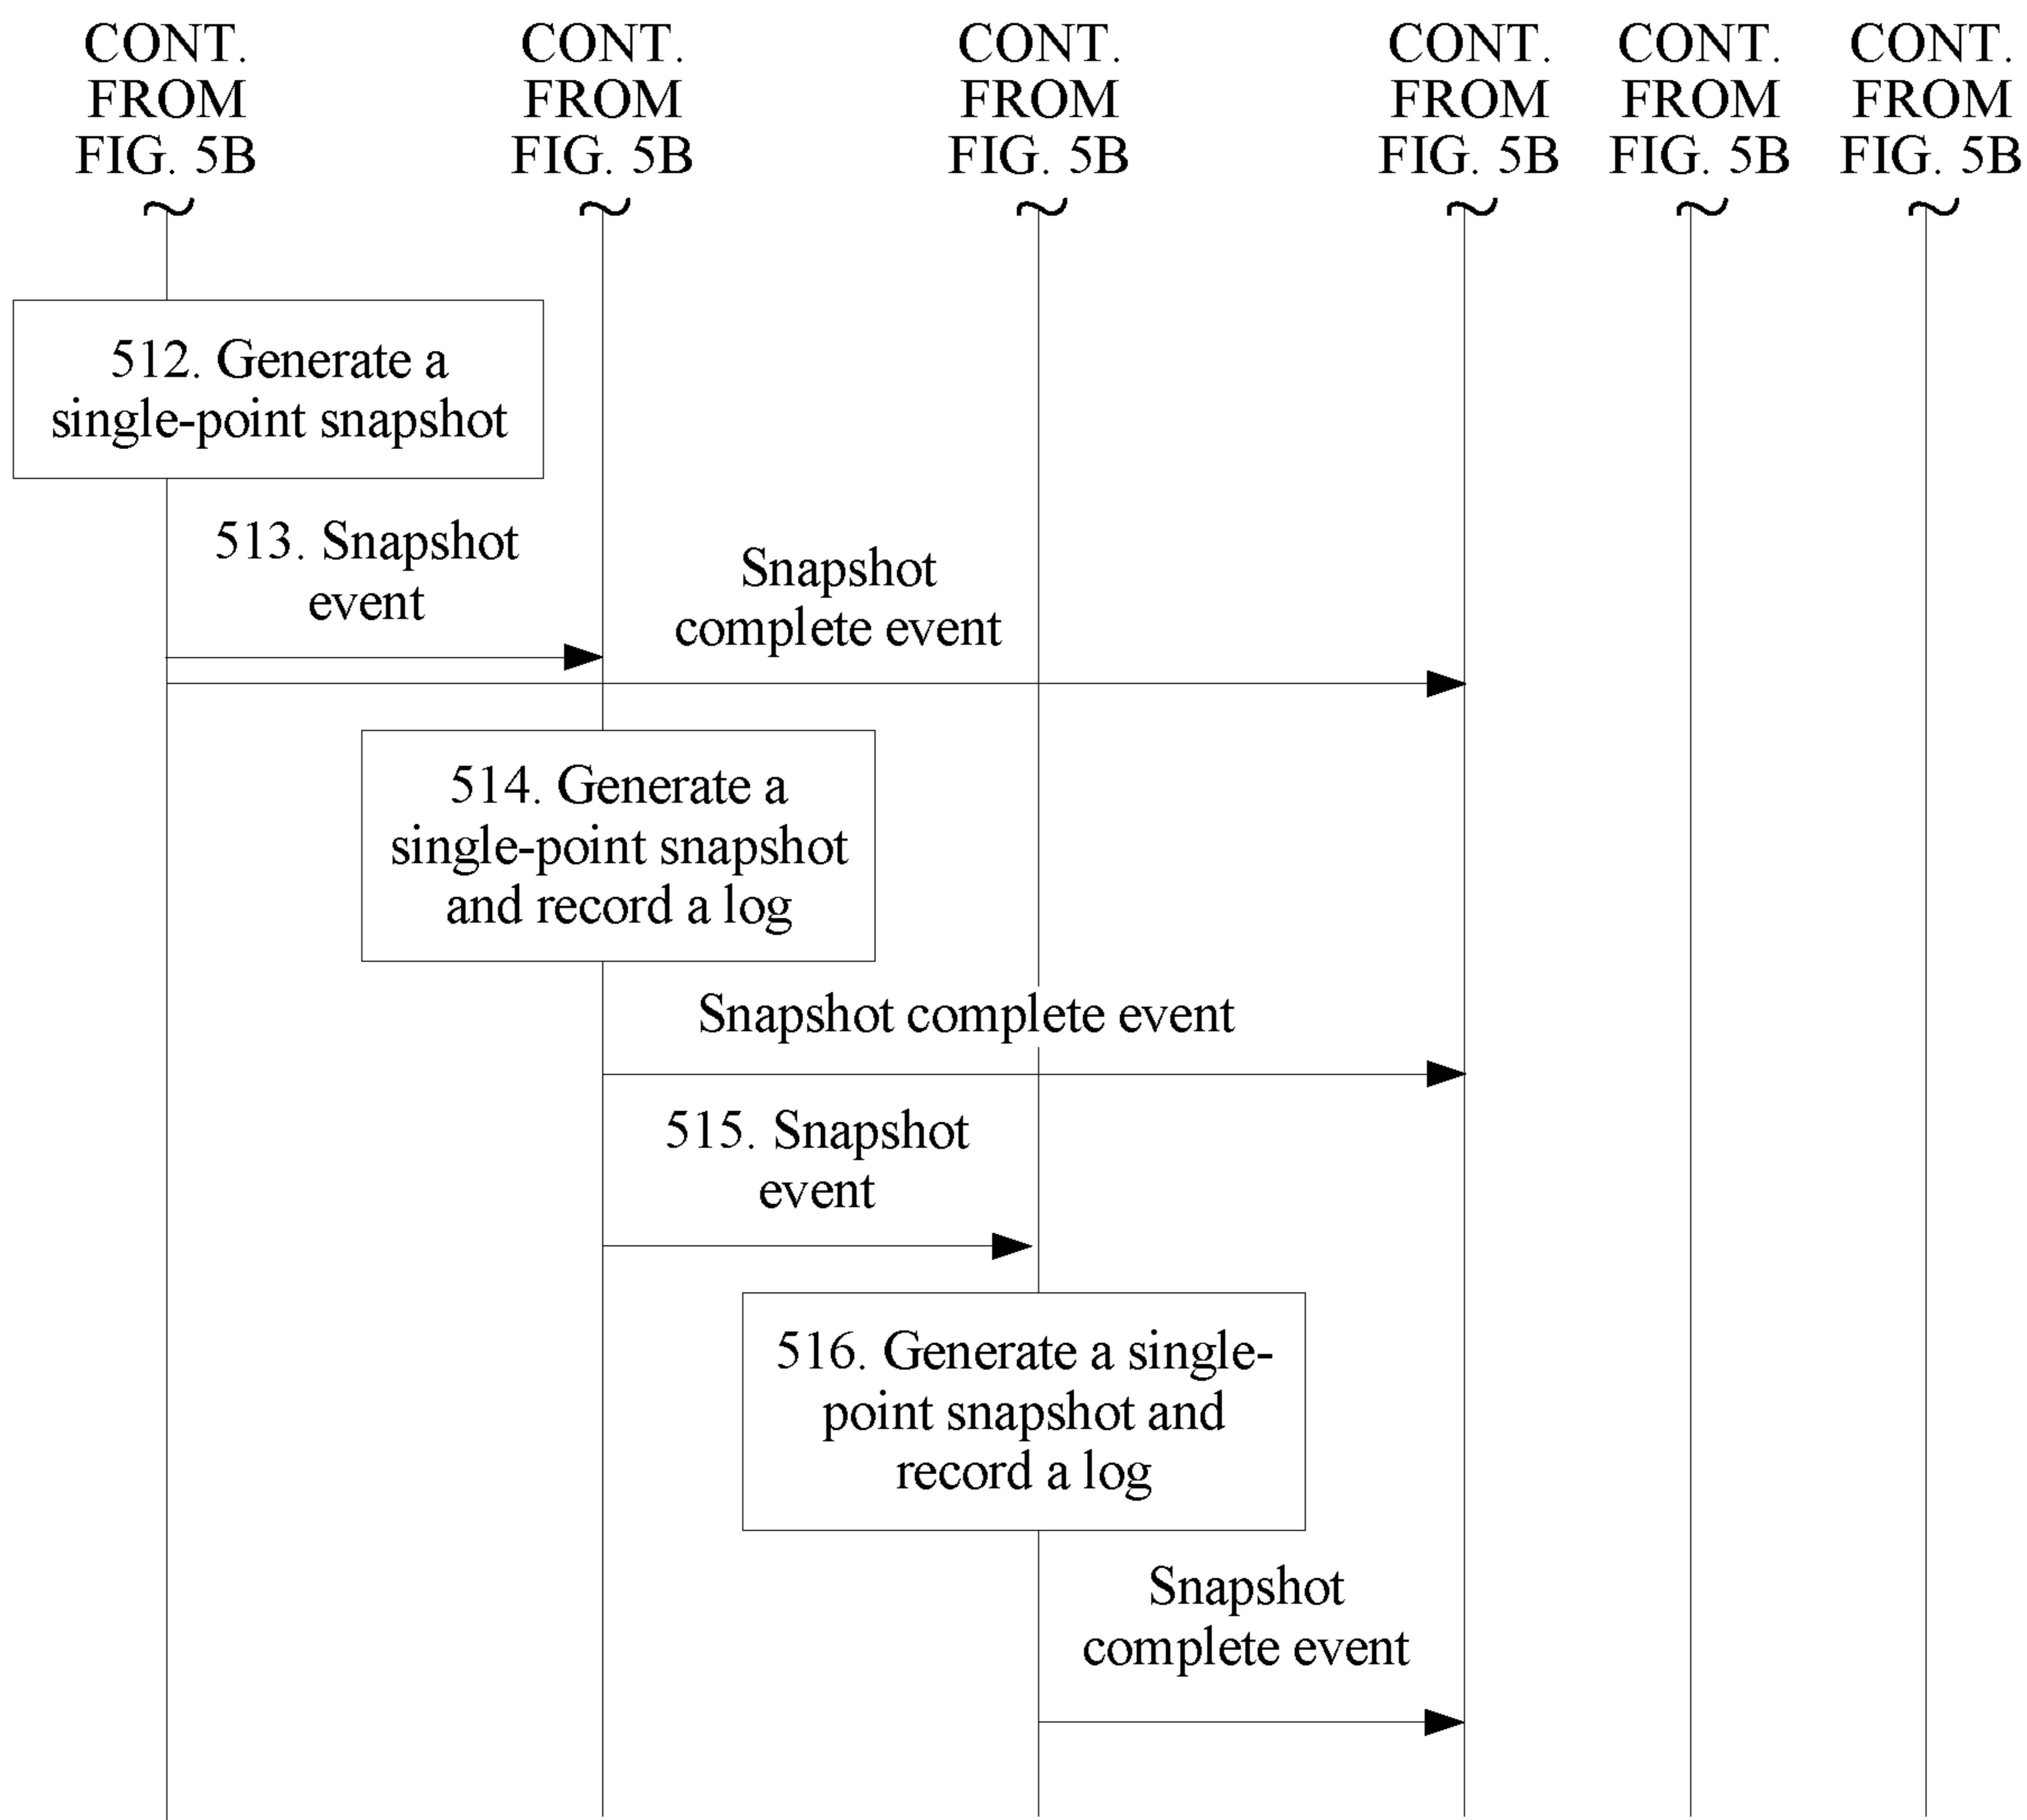 CONT.
FROM
FIG. 5B
CONT.
FROM
FIG. 5B
CONT.
FROM
FIG. 5B
CONT.
FROM
FIG. 5B
CONT.
FROM
FIG. 5B
CONT.
FROM
FIG. 5B
512. Generate a
single-point snapshot
513. Snapshot
event
Snapshot
complete event
514. Generate a
single-point snapshot
and record a log
Snapshot complete event
515. Snapshot
event
516. Generate a single-
point snapshot and
record a log
Snapshot
complete event